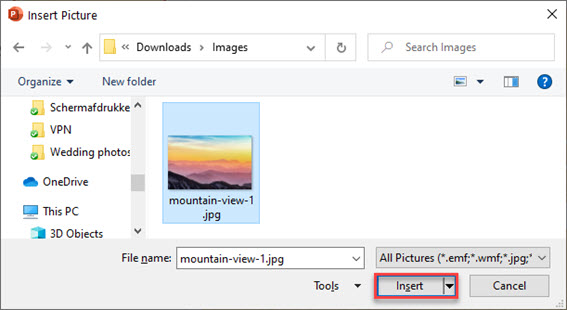 Insert Picture
« Downloads > Images
Search Images
Organize New folder
Schermafdrukke
VPN
Wedding photos
OneDrive
This PC
3D Objects
mountain-view-1
.jpg
File name: mountain-view-1.jpg All Pictures (*.emf;*.wmf;*.jpg;*
Tools Insert Cancel